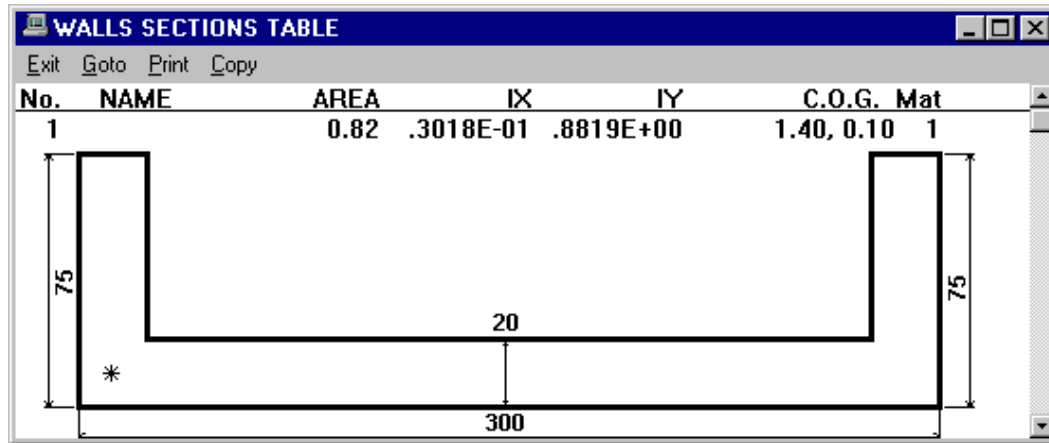 WALLS SECTIONS TABLE
Exit Goto Print Copy
No. NAME AREA IX IY C.O.G. Mat
1 0.82 .3018E-01 .8819E+00 1.40, 0.10 1
75
20
75
*
300